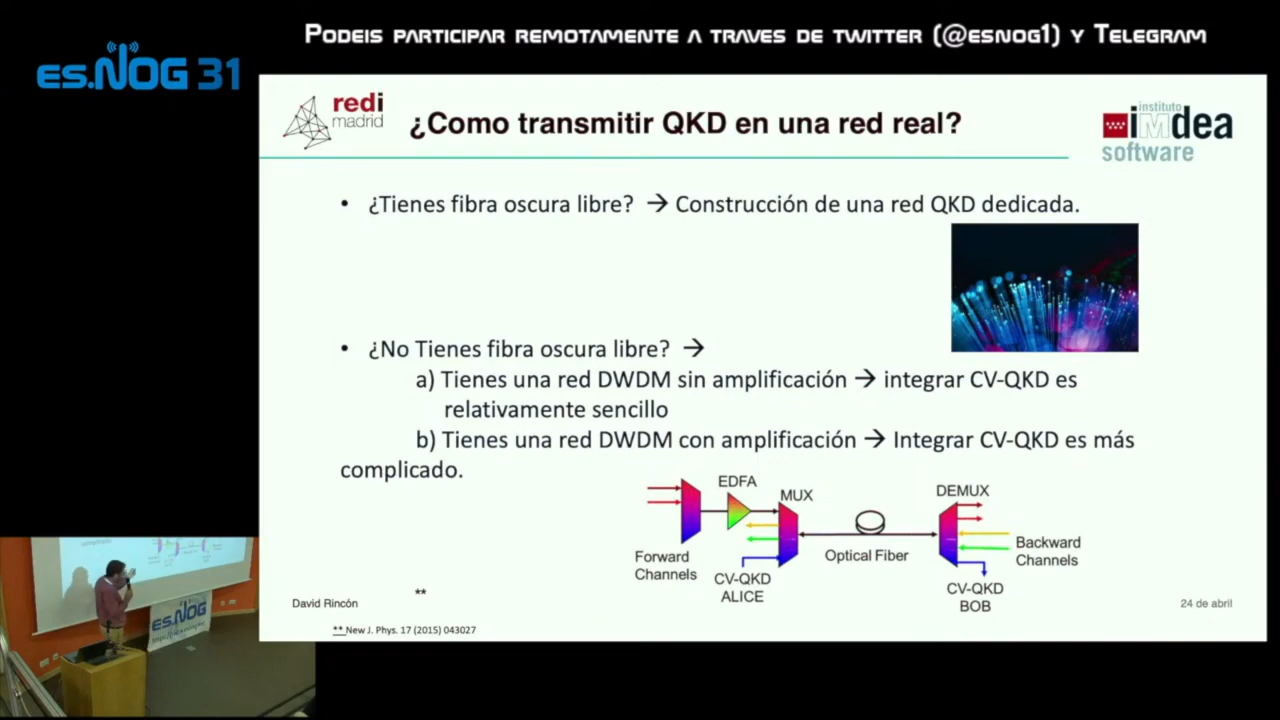 PODEIS PARTICIPAR REMOTAMENTE A TRAVES DE TWITTER (@ESNOG1) Y TELEGRAM
es.NOG 31
redi
madrid
¿Como transmitir QKD en una red real?
instituto
imdea
software
• ¿Tienes fibra oscura libre? → Construcción de una red QKD dedicada.
• ¿No Tienes fibra oscura libre? →
a) Tienes una red DWDM sin amplificación → integrar CV-QKD es
relativamente sencillo
b) Tienes una red DWDM con amplificación → Integrar CV-QKD es más
complicado.
EDFA
MUX
DEMUX
Forward
Channels
CV-QKD
ALICE
Optical Fiber
Backward
Channels
CV-QKD
BOB
**
David Rincón
24 de abril
** New J. Phys. 17 (2015) 043027
es.NOG